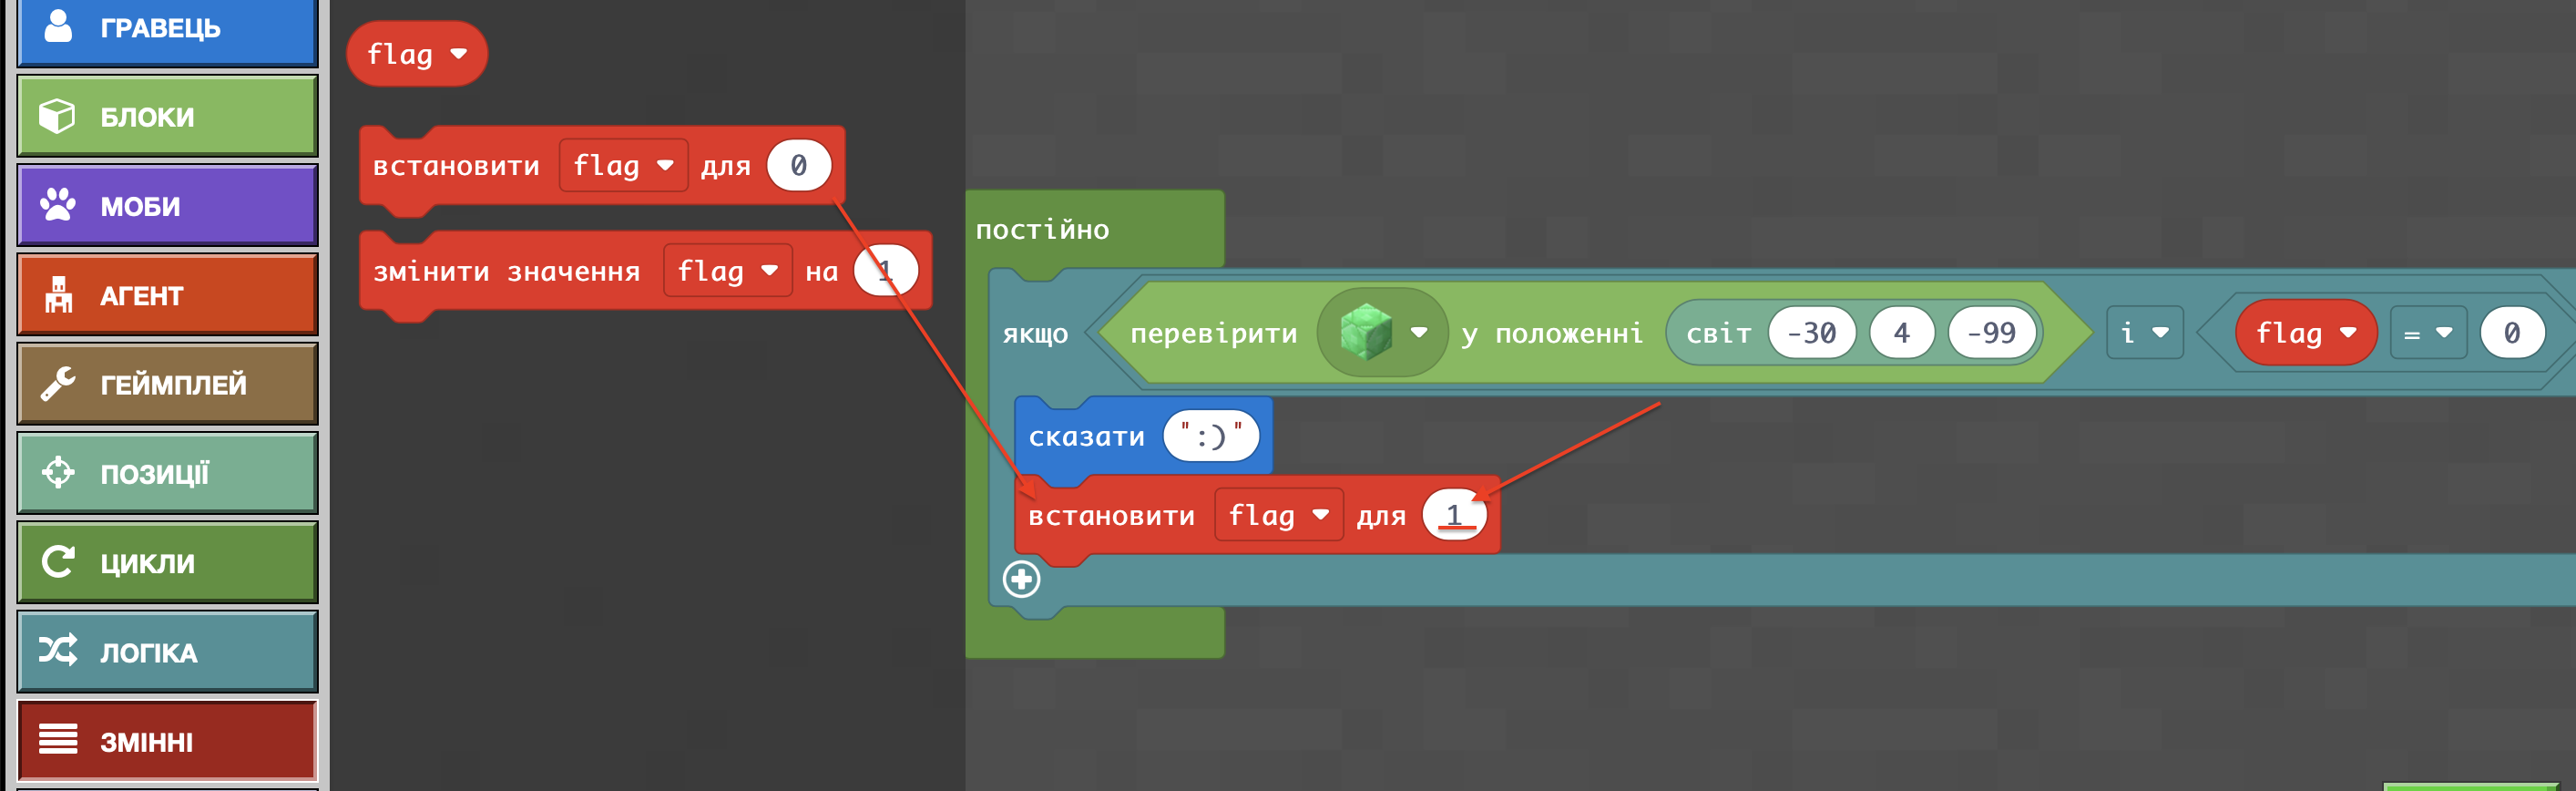 ГРАВЕЦЬ
БЛОКИ
МОБИ
АГЕНТ
ГЕЙМПЛЕЙ
ПОЗИЦІЇ
ЦИКЛИ
ЛОГІКА
ЗМІННІ
flag
встановити flag для 0
змінити значення flag на 1
постійно
якщо перевірити у положенні світ -30 4 -99 і flag = 0
сказати ":)"
встановити flag для 1